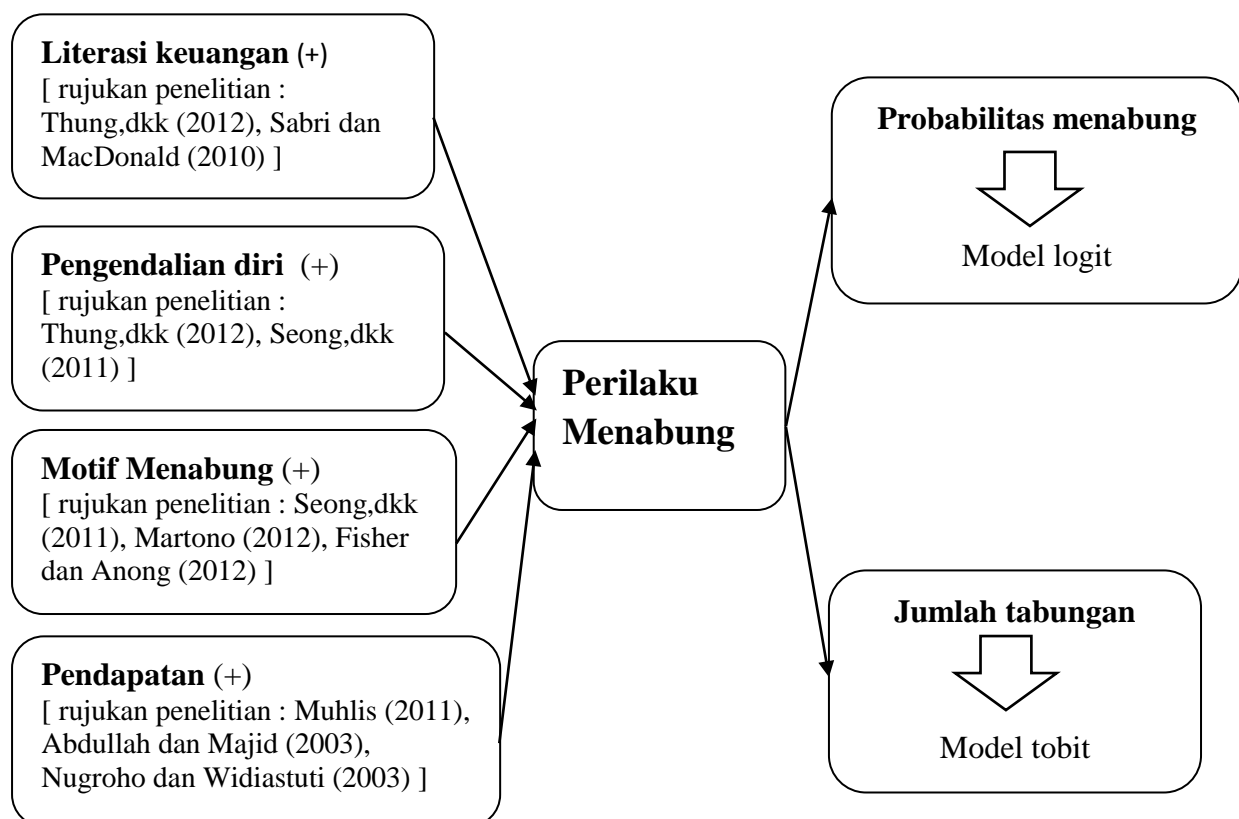 Literasi keuangan (+)
[ rujukan penelitian :
Thung,dkk (2012), Sabri dan
MacDonald (2010) ]
Pengendalian diri (+)
[ rujukan penelitian :
Thung,dkk (2012), Seong,dkk
(2011) ]
Motif Menabung (+)
[ rujukan penelitian : Seong,dkk
(2011), Martono (2012), Fisher
dan Anong (2012) ]
Pendapatan (+)
[ rujukan penelitian : Muhlis (2011),
Abdullah dan Majid (2003),
Nugroho dan Widiastuti (2003) ]
Perilaku
Menabung
Probabilitas menabung
Model logit
Jumlah tabungan
Model tobit